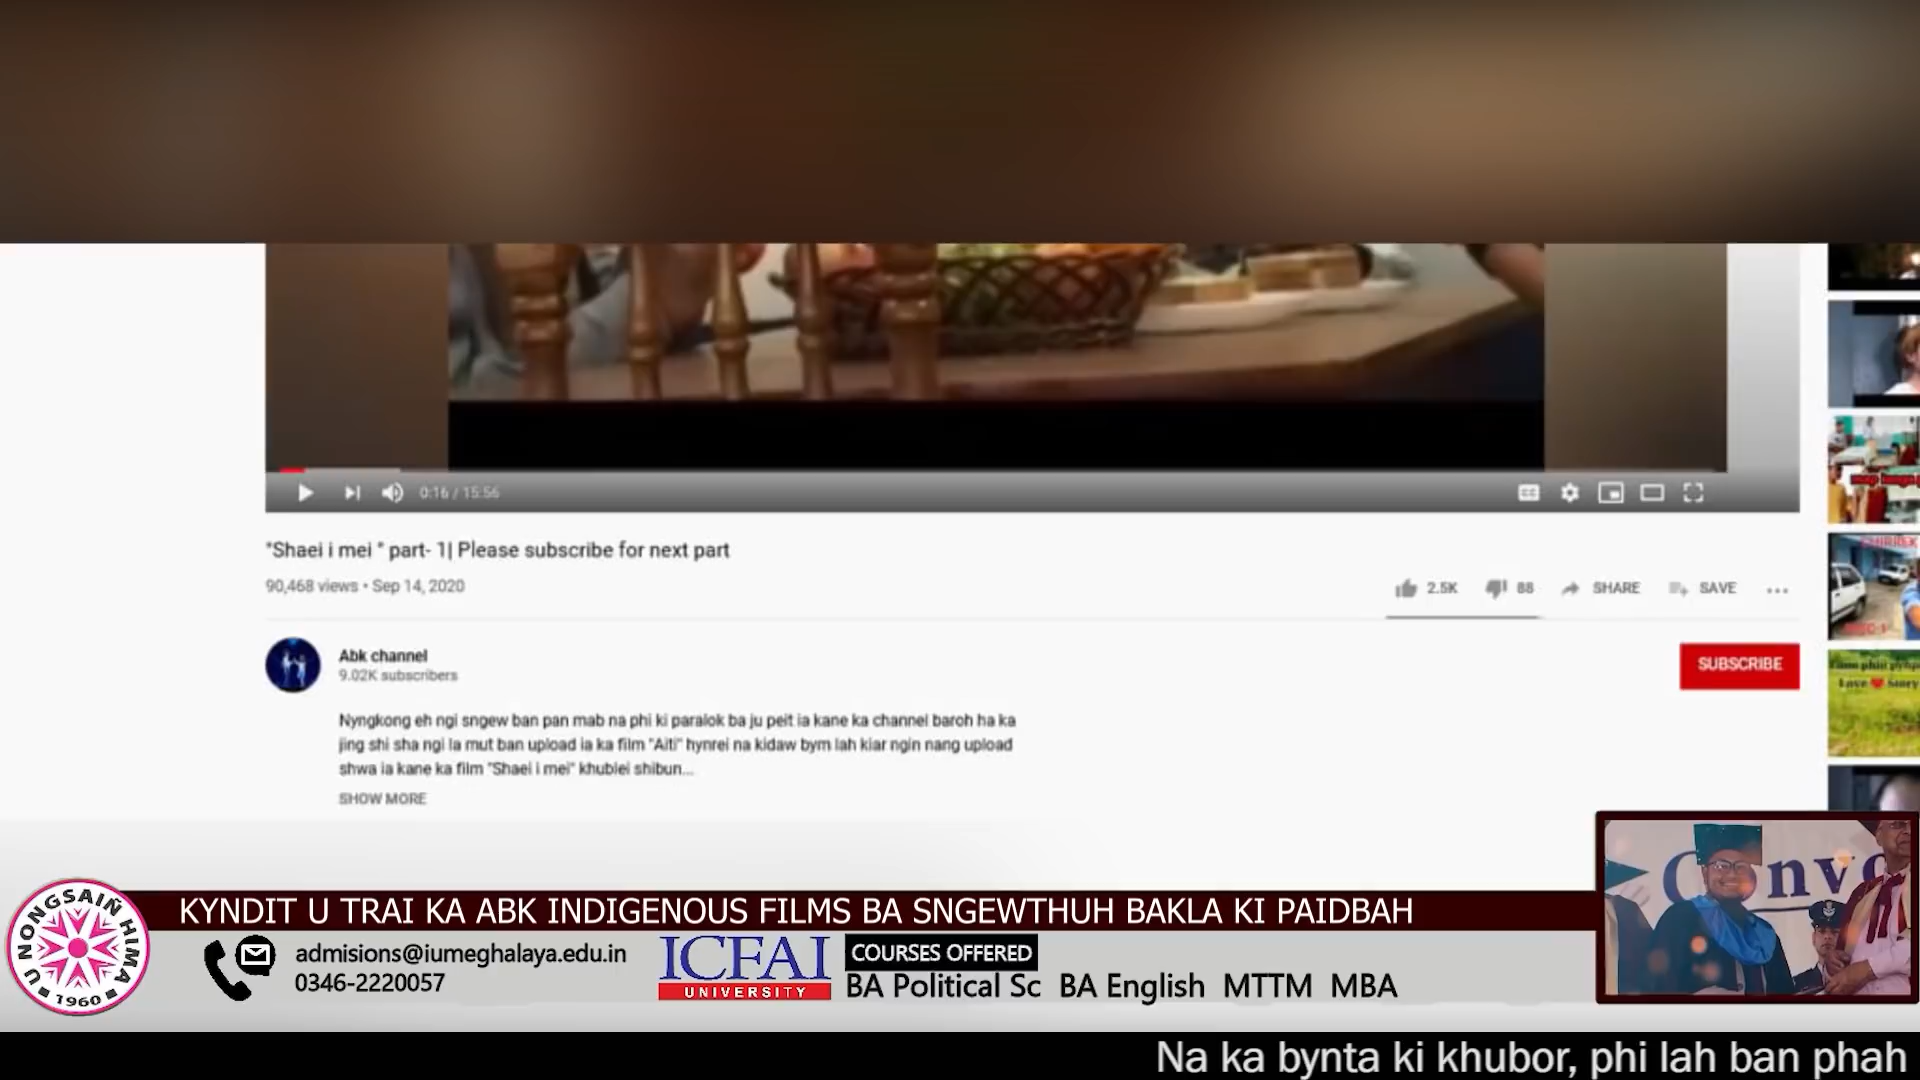 0:16 / 15:56
"Shaei i mei " part- 1| Please subscribe for next part
90,468 views • Sep 14, 2020
2.5K 88 SHARE SAVE ...
Abk channel
9.02K subscribers
SUBSCRIBE
Nyngkong eh ngi sngew ban pan mab na phi ki paralok ba ju peit ia kane ka channel baroh ha ka
jing shi sha ngi la mut ban upload ia ka film "Aiti" hynrei na kidaw bym lah kiar ngin nang upload
shwa ia kane ka film "Shaei i mei" khublei shibun...
SHOW MORE
Love ❤ Story
KYNDIT U TRAI KA ABK INDIGENOUS FILMS BA SNGEWTHUH BAKLA KI PAIDBAH
U NONGSAIÑ HIMA
1960
admisions@iumeghalaya.edu.in
0346-2220057
ICFAI
UNIVERSITY
COURSES OFFERED
BA Political Sc BA English MTTM MBA
Convo
Na ka bynta ki khubor, phi lah ban phah